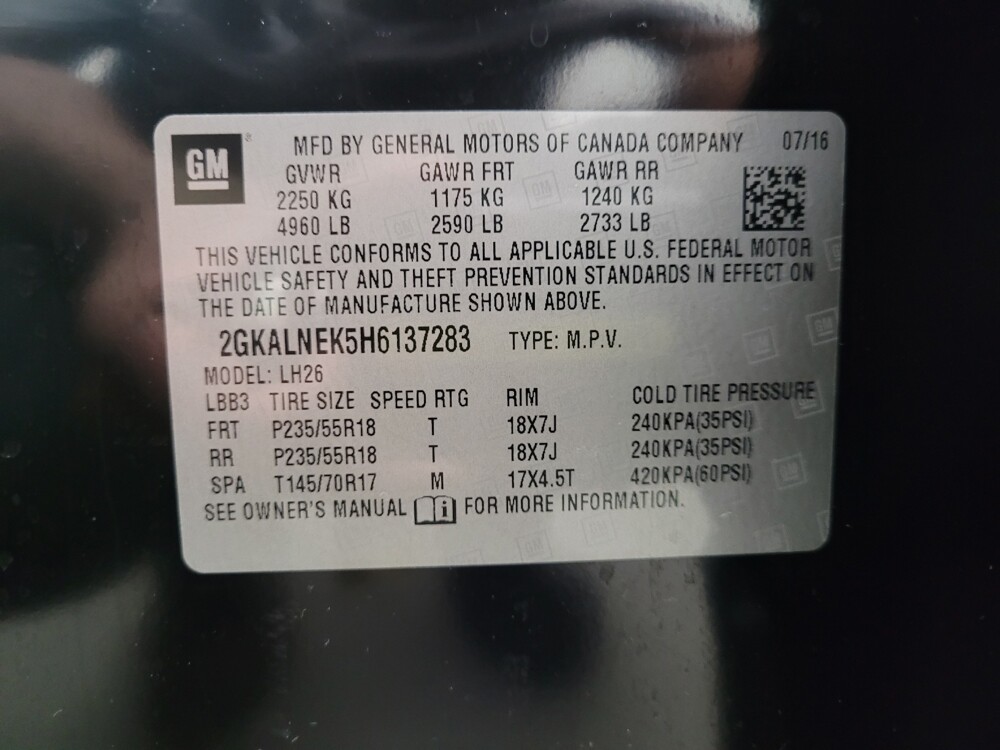 GM
MFD BY GENERAL MOTORS OF CANADA COMPANY 07/16
GVWR GAWR FRT GAWR RR
2250 KG 1175 KG 1240 KG
4960 LB 2590 LB 2733 LB
THIS VEHICLE CONFORMS TO ALL APPLICABLE U.S. FEDERAL MOTOR
VEHICLE SAFETY AND THEFT PREVENTION STANDARDS IN EFFECT ON
THE DATE OF MANUFACTURE SHOWN ABOVE.
2GKALNEK5H6137283 TYPE: M.P.V.
MODEL: LH26
LBB3 TIRE SIZE SPEED RTG RIM COLD TIRE PRESSURE
FRT P235/55R18 T 18X7J 240KPA(35PSI)
RR P235/55R18 T 18X7J 240KPA(35PSI)
SPA T145/70R17 M 17X4.5T 420KPA(60PSI)
SEE OWNER'S MANUAL i FOR MORE INFORMATION.